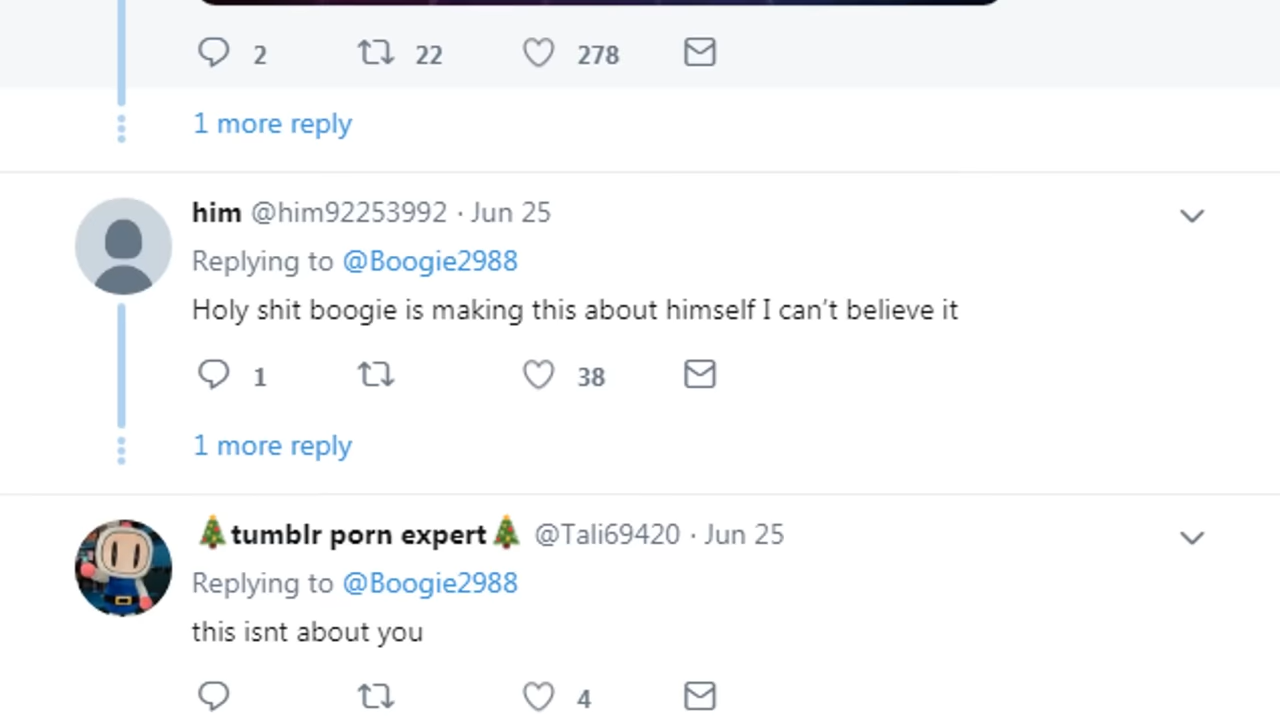 2 22 278
1 more reply
him @him92253992 · Jun 25
Replying to @Boogie2988
Holy shit boogie is making this about himself I can't believe it
1 38
1 more reply
🎄tumblr porn expert🎄 @Tali69420 · Jun 25
Replying to @Boogie2988
this isnt about you
4